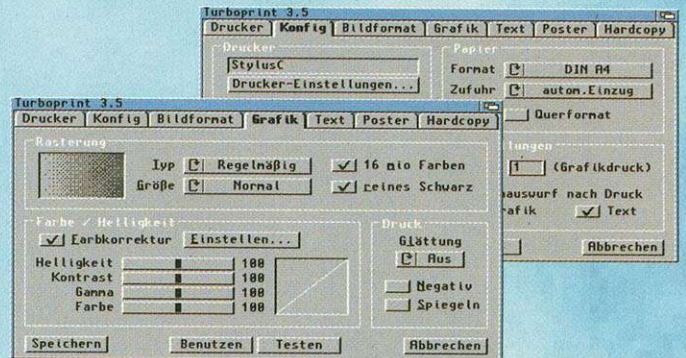 Turboprint 3.5
Drucker Konfig Bildformat Grafik Text Poster Hardcopy
Drucker
StylusC
Drucker-Einstellungen...
Papier
Format DIN A4
Zufuhr autom.Einzug
Querformat
lungen
1 (Grafikdruck)
auswurf nach Druck
rafik Text
Abbrechen
Turboprint 3.5
Drucker Konfig Bildformat Grafik Text Poster Hardcopy
Rasterung
Typ Regelmäßig
Größe Normal
16 mio Farben
reines Schwarz
Farbe / Helligkeit
Farbkorrektur Einstellen...
Helligkeit 100
Kontrast 100
Gamma 100
Farbe 100
Druck
Glättung
Aus
Negativ
Spiegeln
Speichern Benutzen Testen Abbrechen